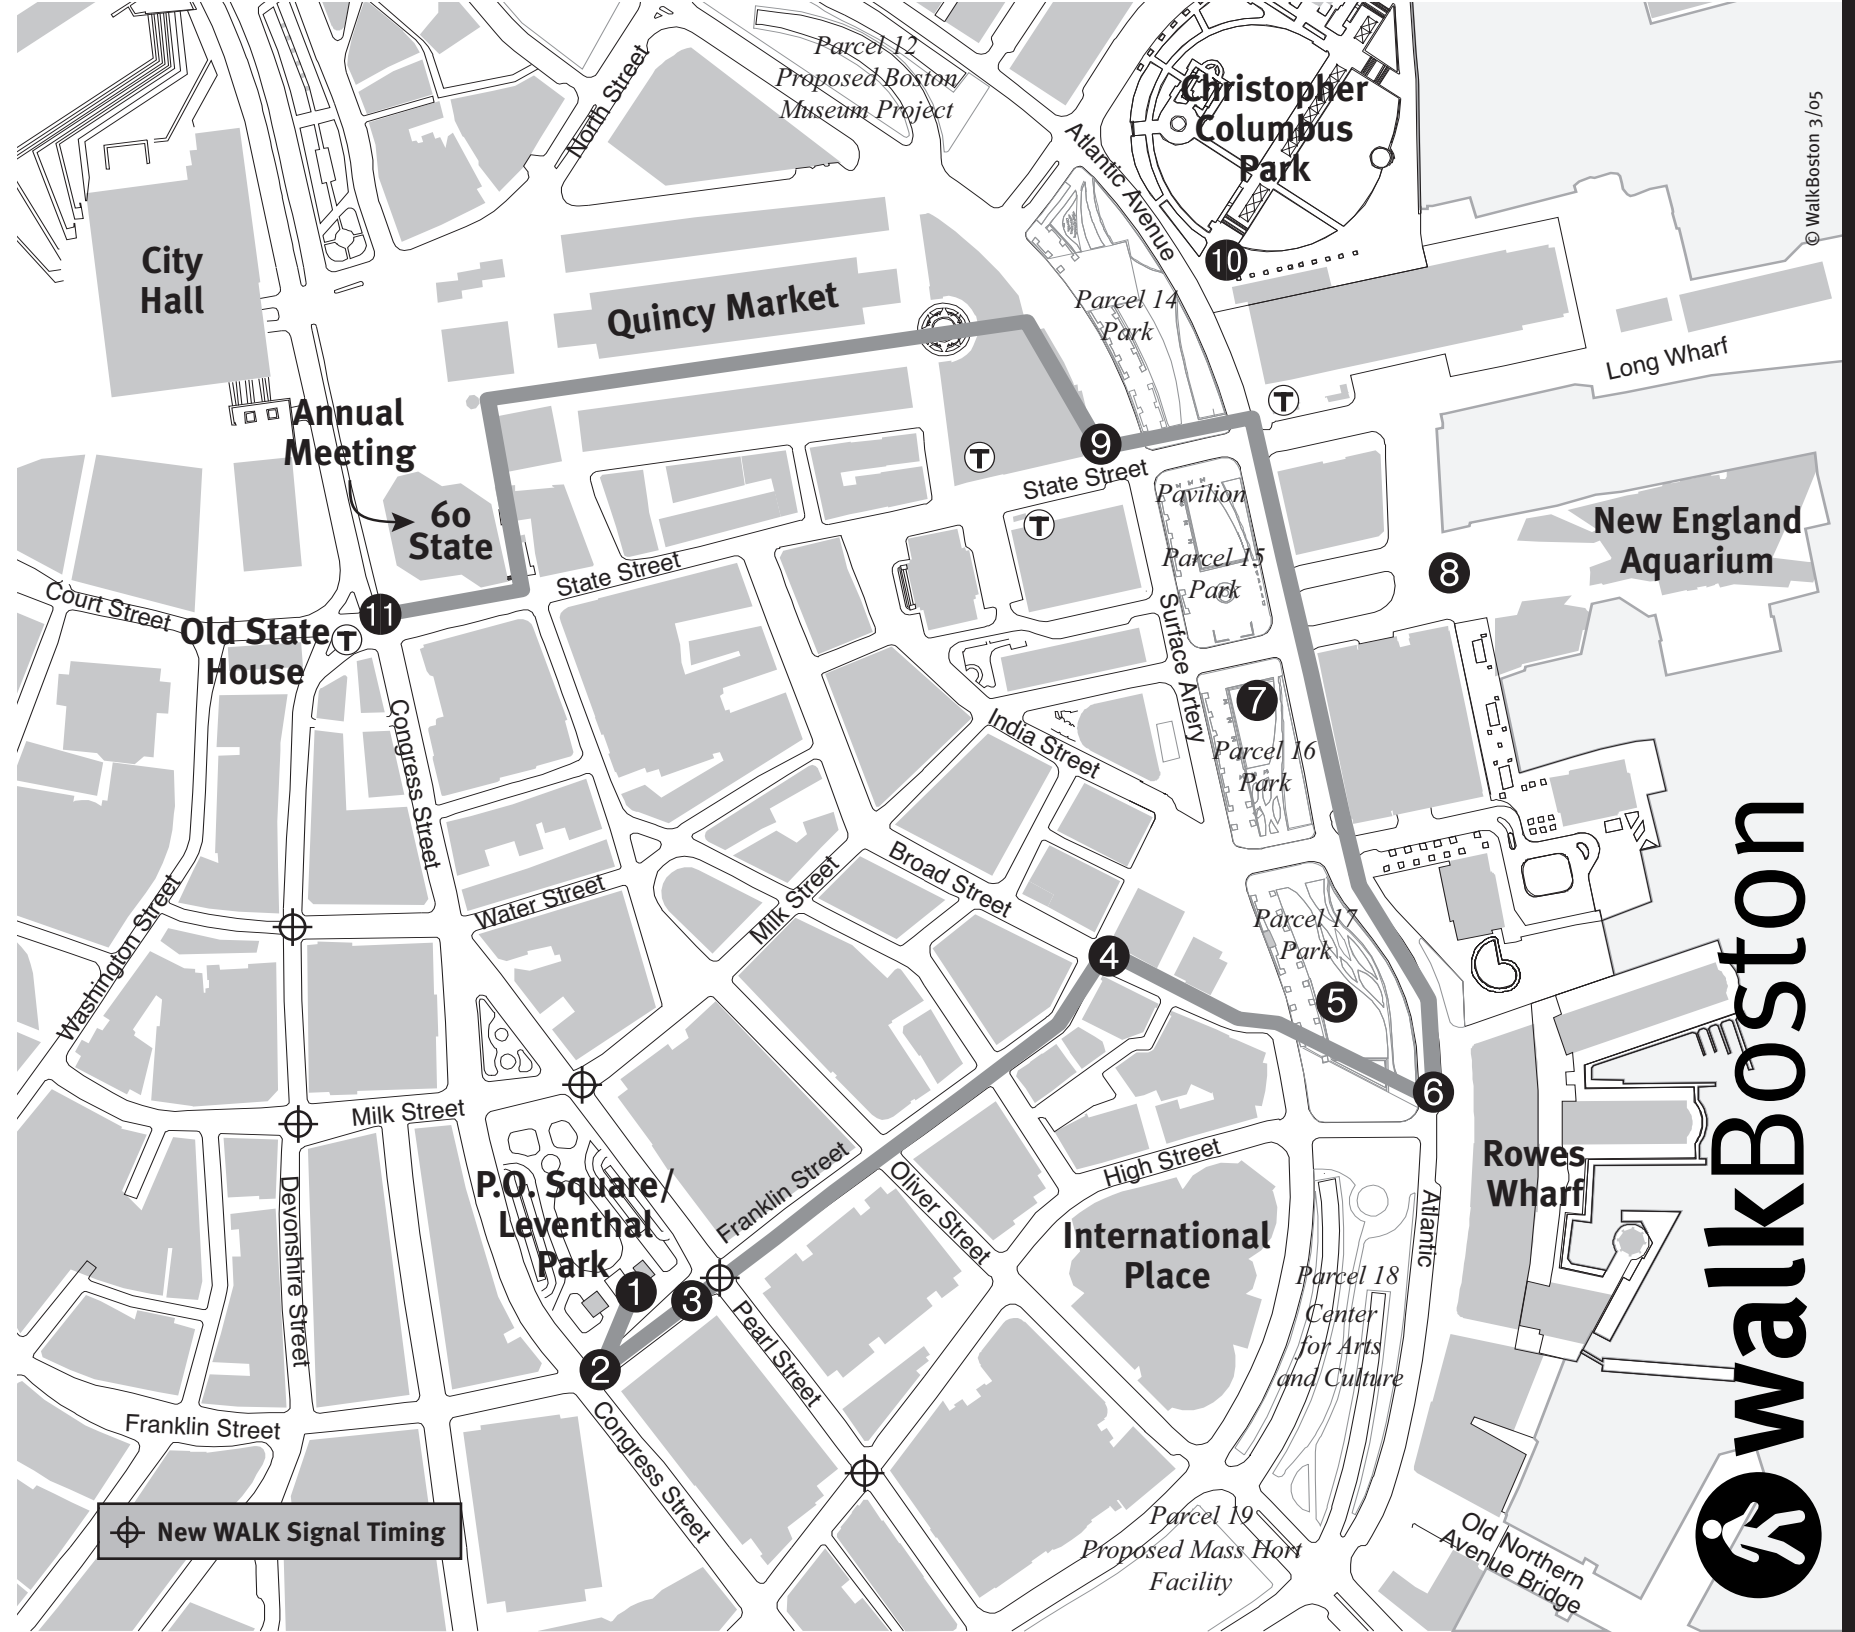 Parcel 12
Proposed Boston
Museum Project
North Street
Christopher
Columbus
Park
Atlantic Avenue
© WalkBoston 3/05
City
Hall
10
Quincy Market
Parcel 14
Park
Long Wharf
T
Annual
Meeting
9
T
State Street
Pavilion
60
State
T
New England
Aquarium
Parcel 15
Park
8
State Street
Court Street
11
Old State
House
T
Surface Artery
Congress Street
7
India Street
Parcel 16
Park
Broad Street
Milk Street
Water Street
Washington Street
Parcel 17
Park
4
5
6
Milk Street
Rowes
Wharf
P.O. Square/
Leventhal
Park
Franklin Street
Oliver Street
High Street
Devonshire Street
International
Place
Atlantic
1
3
2
Pearl Street
Parcel 18
Center
for Arts
and Culture
Franklin Street
Congress Street
Parcel 19
Proposed Mass Hort
Facility
Old Northern
Avenue Bridge
New WALK Signal Timing
walkBoston